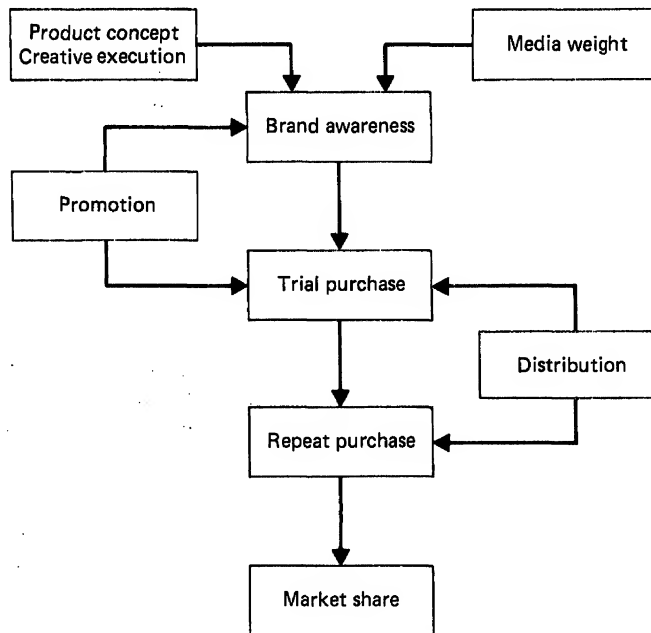 Product concept
Creative execution
Media weight
Brand awareness
Promotion
Trial purchase
Distribution
Repeat purchase
Market share